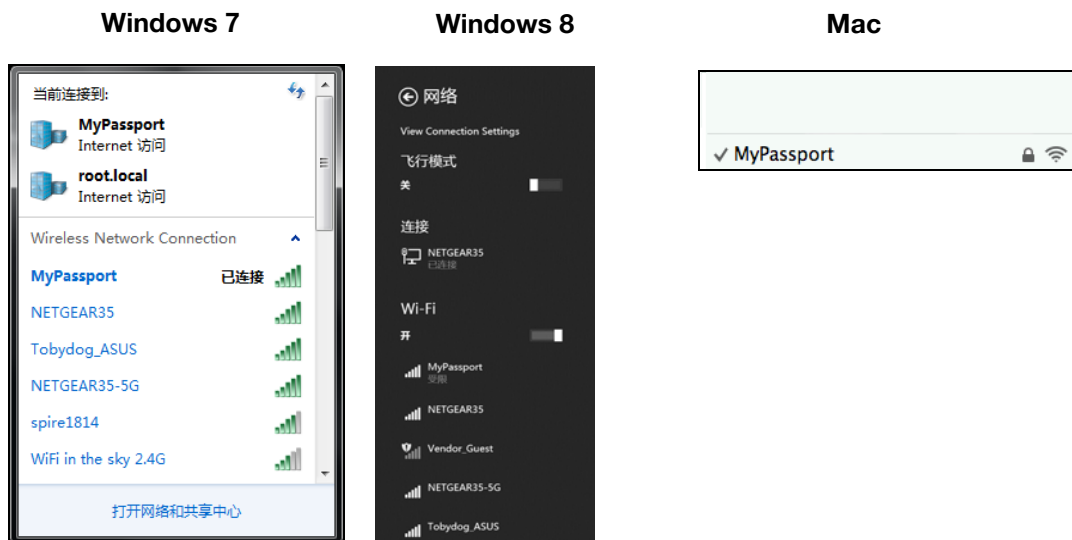 Windows 7
当前连接到:
MyPassport
Internet 访问
root.local
Internet 访问
Wireless Network Connection
MyPassport 已连接
NETGEAR35
Tobydog_ASUS
NETGEAR35-5G
spire1814
WiFi in the sky 2.4G
打开网络和共享中心
Windows 8
网络
View Connection Settings
飞行模式
关
连接
NETGEAR35
已连接
Wi-Fi
开
MyPassport
受限
NETGEAR35
Vendor_Guest
NETGEAR35-5G
Tobydog_ASUS
Mac
MyPassport